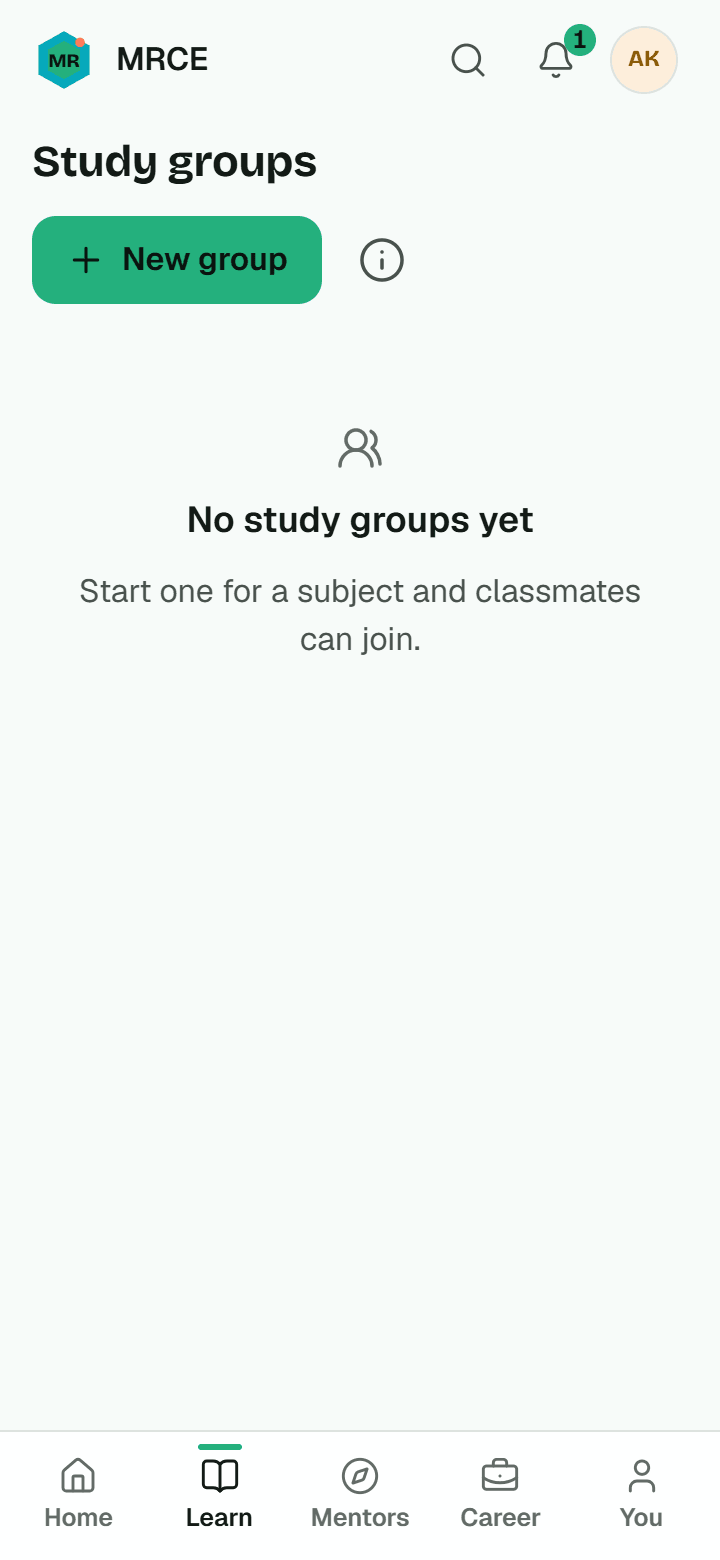 MR
MRCE
1
AK
Study groups
New group
No study groups yet
Start one for a subject and classmates
can join.
Home
Learn
Mentors
Career
You